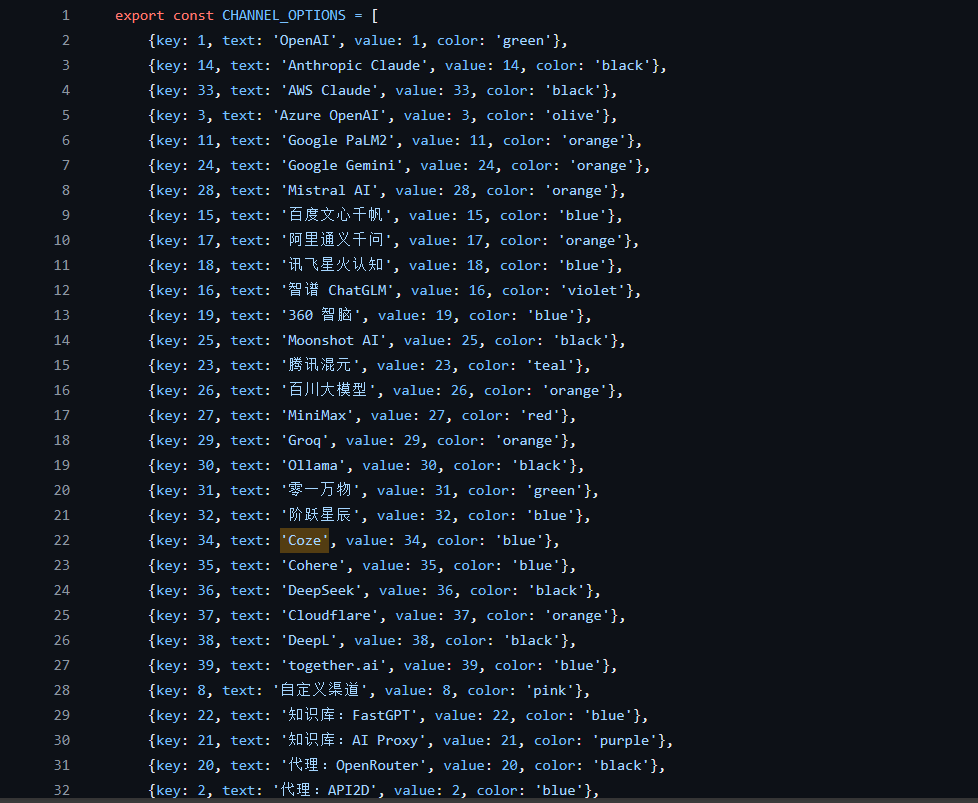 1 export const CHANNEL_OPTIONS = [
2 {key: 1, text: 'OpenAI', value: 1, color: 'green'},
3 {key: 14, text: 'Anthropic Claude', value: 14, color: 'black'},
4 {key: 33, text: 'AWS Claude', value: 33, color: 'black'},
5 {key: 3, text: 'Azure OpenAI', value: 3, color: 'olive'},
6 {key: 11, text: 'Google PaLM2', value: 11, color: 'orange'},
7 {key: 24, text: 'Google Gemini', value: 24, color: 'orange'},
8 {key: 28, text: 'Mistral AI', value: 28, color: 'orange'},
9 {key: 15, text: '百度文心千帆', value: 15, color: 'blue'},
10 {key: 17, text: '阿里通义千问', value: 17, color: 'orange'},
11 {key: 18, text: '讯飞星火认知', value: 18, color: 'blue'},
12 {key: 16, text: '智谱 ChatGLM', value: 16, color: 'violet'},
13 {key: 19, text: '360 智脑', value: 19, color: 'blue'},
14 {key: 25, text: 'Moonshot AI', value: 25, color: 'black'},
15 {key: 23, text: '腾讯混元', value: 23, color: 'teal'},
16 {key: 26, text: '百川大模型', value: 26, color: 'orange'},
17 {key: 27, text: 'MiniMax', value: 27, color: 'red'},
18 {key: 29, text: 'Groq', value: 29, color: 'orange'},
19 {key: 30, text: 'Ollama', value: 30, color: 'black'},
20 {key: 31, text: '零一万物', value: 31, color: 'green'},
21 {key: 32, text: '阶跃星辰', value: 32, color: 'blue'},
22 {key: 34, text: 'Coze', value: 34, color: 'blue'},
23 {key: 35, text: 'Cohere', value: 35, color: 'blue'},
24 {key: 36, text: 'DeepSeek', value: 36, color: 'black'},
25 {key: 37, text: 'Cloudflare', value: 37, color: 'orange'},
26 {key: 38, text: 'DeepL', value: 38, color: 'black'},
27 {key: 39, text: 'together.ai', value: 39, color: 'blue'},
28 {key: 8, text: '自定义渠道', value: 8, color: 'pink'},
29 {key: 22, text: '知识库：FastGPT', value: 22, color: 'blue'},
30 {key: 21, text: '知识库：AI Proxy', value: 21, color: 'purple'},
31 {key: 20, text: '代理：OpenRouter', value: 20, color: 'black'},
32 {key: 2, text: '代理：API2D', value: 2, color: 'blue'},